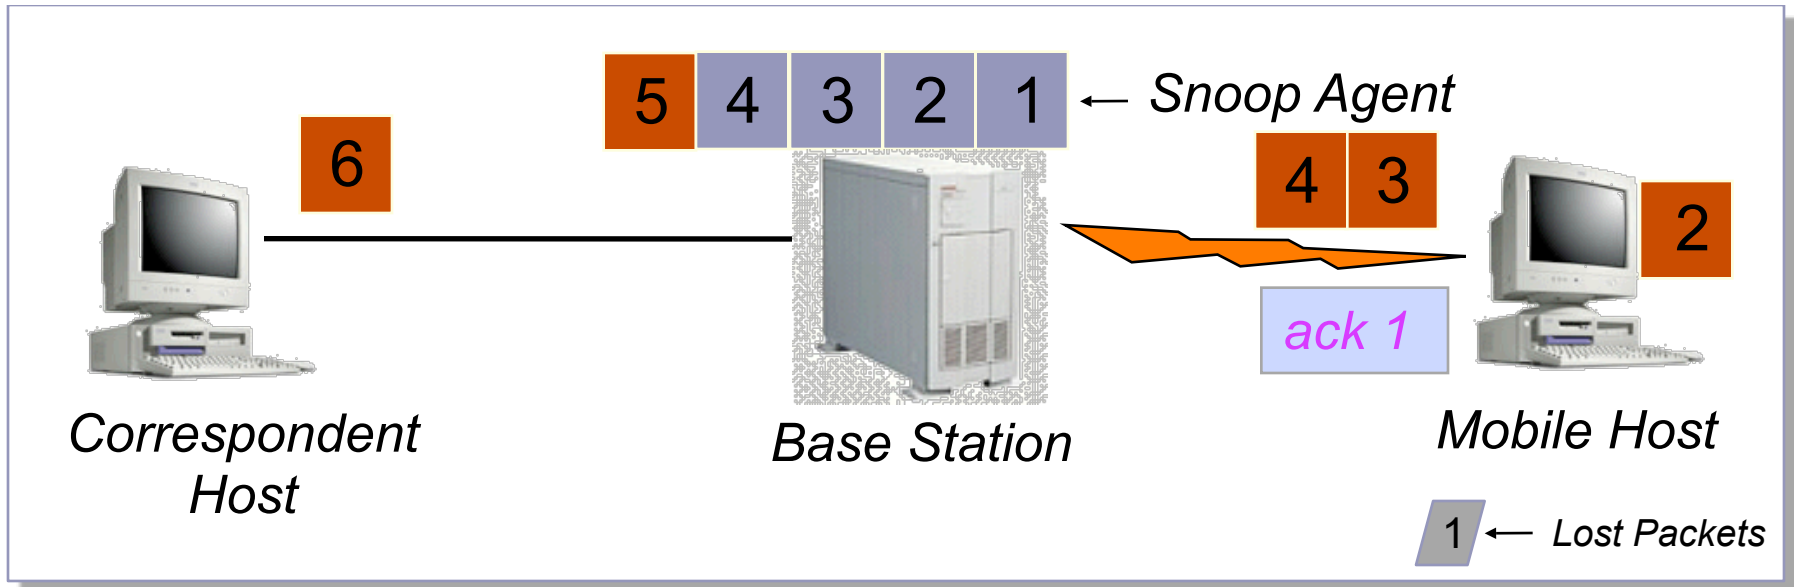 5 4 3 2 1
Snoop Agent
6
4 3
2
ack 1
Correspondent
Host
Base Station
Mobile Host
1
Lost Packets